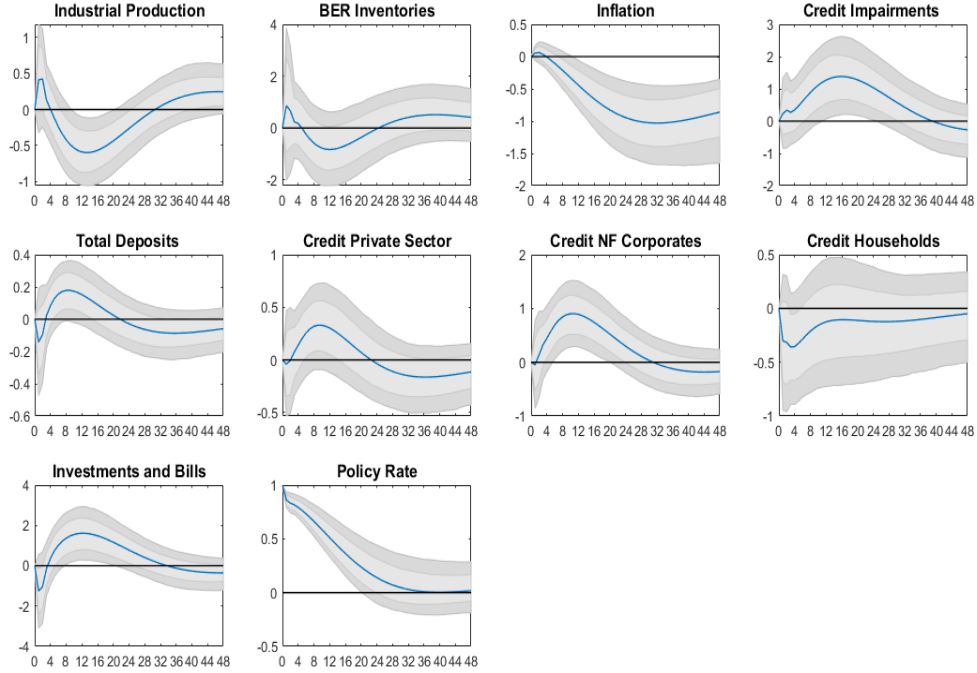 Industrial Production
1
0.5
0
-0.5
-1
0 4 8 12 16 20 24 28 32 36 40 44 48
BER Inventories
4
2
0
-2
0 4 8 12 16 20 24 28 32 36 40 44 48
Inflation
0.5
0
-0.5
-1
-1.5
-2
0 4 8 12 16 20 24 28 32 36 40 44 48
Credit Impairments
3
2
1
0
1
2
0 4 8 12 16 20 24 28 32 36 40 44 48
Total Deposits
0.4
0.2
0
-0.2
-0.4
-0.6
0 4 8 12 16 20 24 28 32 36 40 44 48
Credit Private Sector
1
0.5
0
-0.5
0 4 8 12 16 20 24 28 32 36 40 44 48
Credit NF Corporates
2
1
0
-1
0 4 8 12 16 20 24 28 32 36 40 44 48
Credit Households
0.5
0
-0.5
-1
0 4 8 12 16 20 24 28 32 36 40 44 48
Investments and Bills
4
2
0
-2
-4
0 4 8 12 16 20 24 28 32 36 40 44 48
Policy Rate
1
0.5
0
-0.5
0 4 8 12 16 20 24 28 32 36 40 44 48